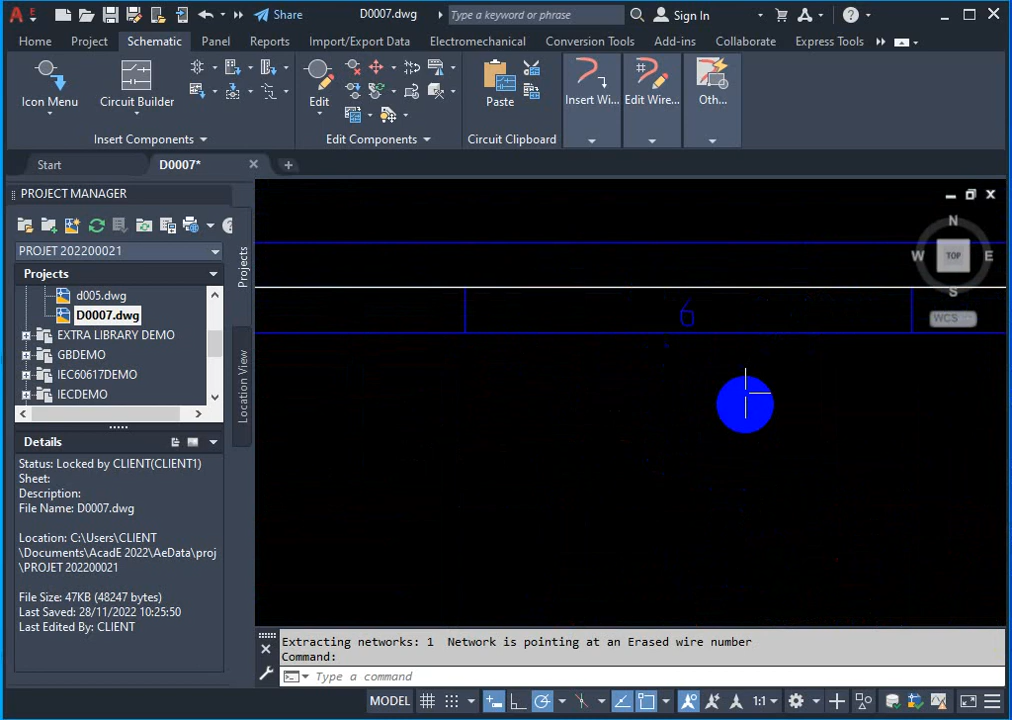 Share
D0007.dwg
Type a keyword or phrase
Sign In
Home
Project
Schematic
Panel
Reports
Import/Export Data
Electromechanical
Conversion Tools
Add-ins
Collaborate
Express Tools
Icon Menu
Circuit Builder
Edit
Paste
Insert Wi...
Edit Wire...
Oth...
Insert Components
Edit Components
Circuit Clipboard
Start
D0007*
PROJECT MANAGER
PROJET 202200021
Projects
d005.dwg
D0007.dwg
EXTRA LIBRARY DEMO
GBDEMO
IEC60617DEMO
IECDEMO
Projects
Location View
Details
Status: Locked by CLIENT(CLIENT1)
Sheet:
Description:
File Name: D0007.dwg
Location: C:\Users\CLIENT
\Documents\AcadE 2022\AeData\proj
\PROJET 202200021
File Size: 47KB (48247 bytes)
Last Saved: 28/11/2022 10:25:50
Last Edited By: CLIENT
6
N
W
TOP
E
S
WCS
Extracting networks: 1 Network is pointing at an Erased wire number
Command:
Type a command
MODEL
1:1